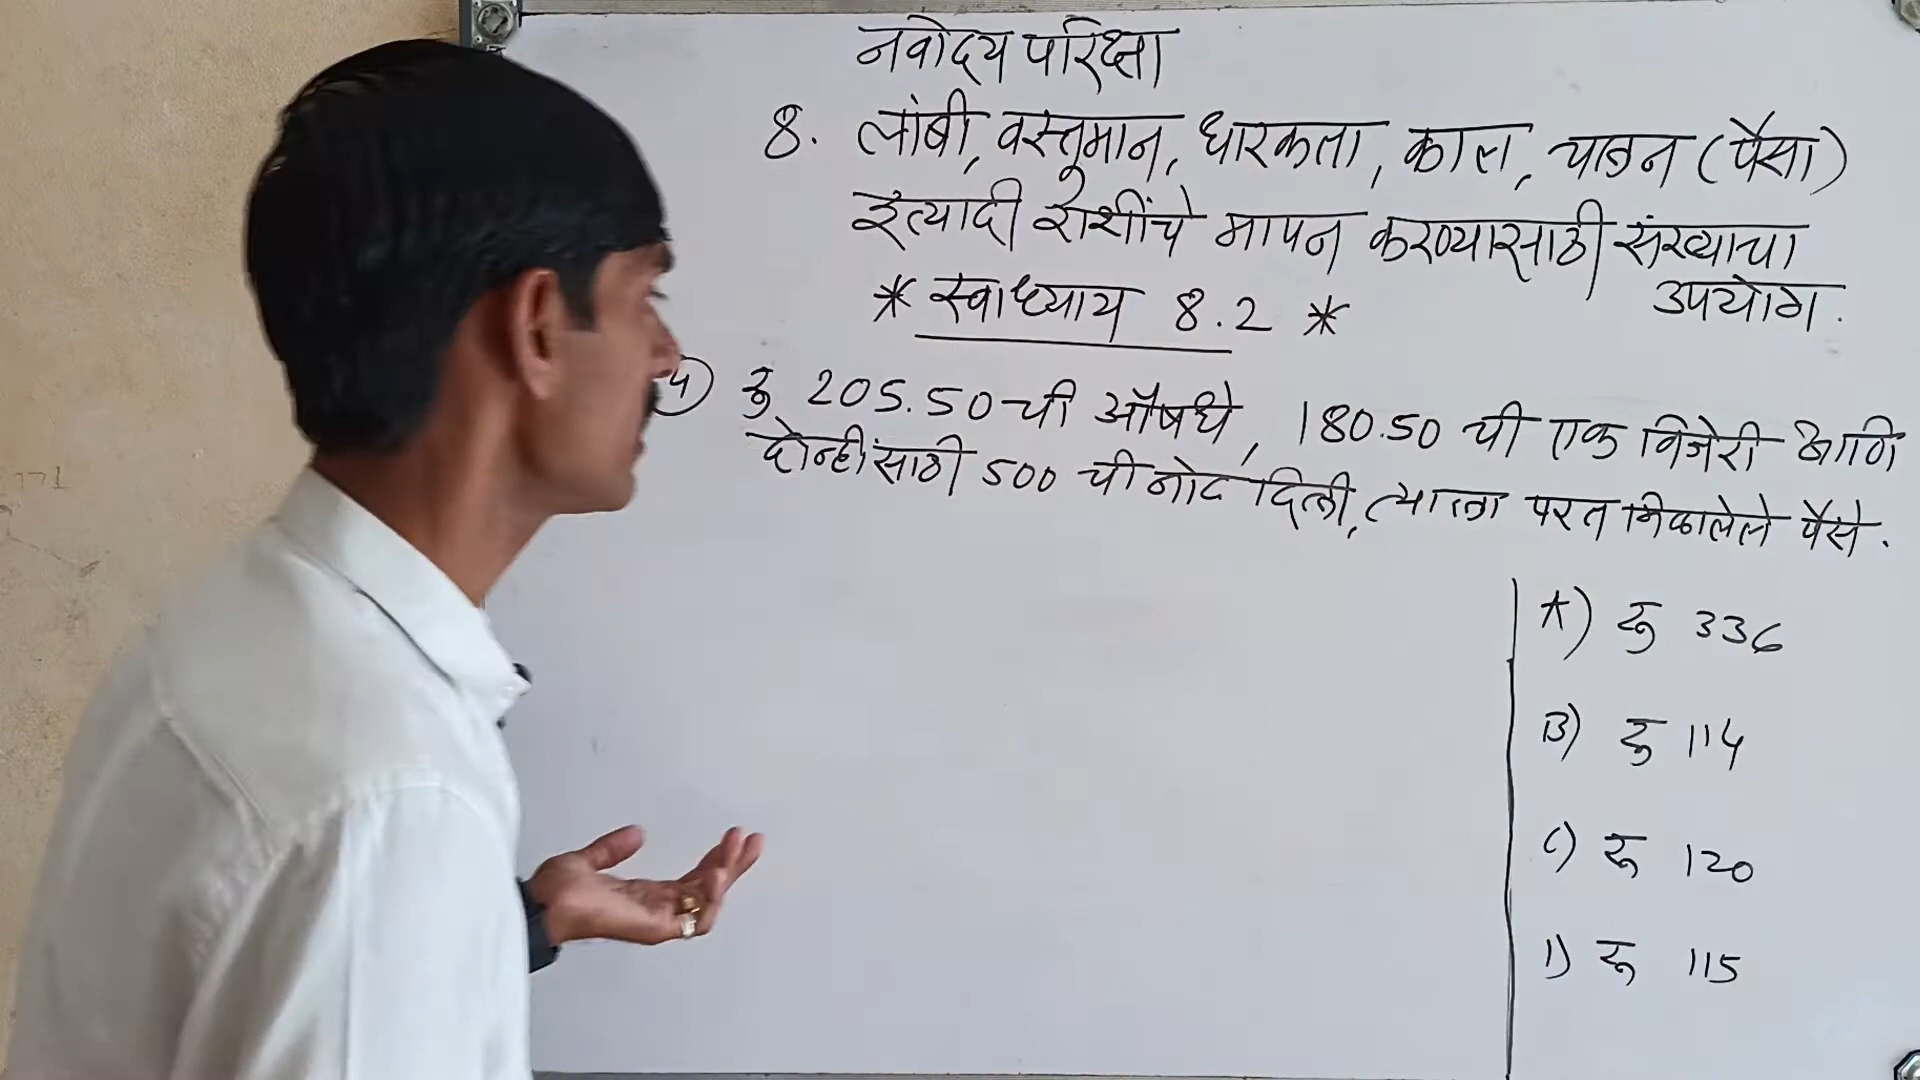 नवोदय परिक्षा
8. लांबी, वस्तुमान, धारकता, काल, चलन (पैसा)
इत्यादी राशींचे मापन करण्यासाठी संख्याचा
उपयोग.
* स्वाध्याय 8.2 *
रु 205.50 ची औषधे, 180.50 ची एक विजेरी आणि
दोन्हींसाठी 500 ची नोट दिली, त्याला परत मिळालेले पैसे.
A) रु 336
B) रु 114
C) रु 120
D) रु 115